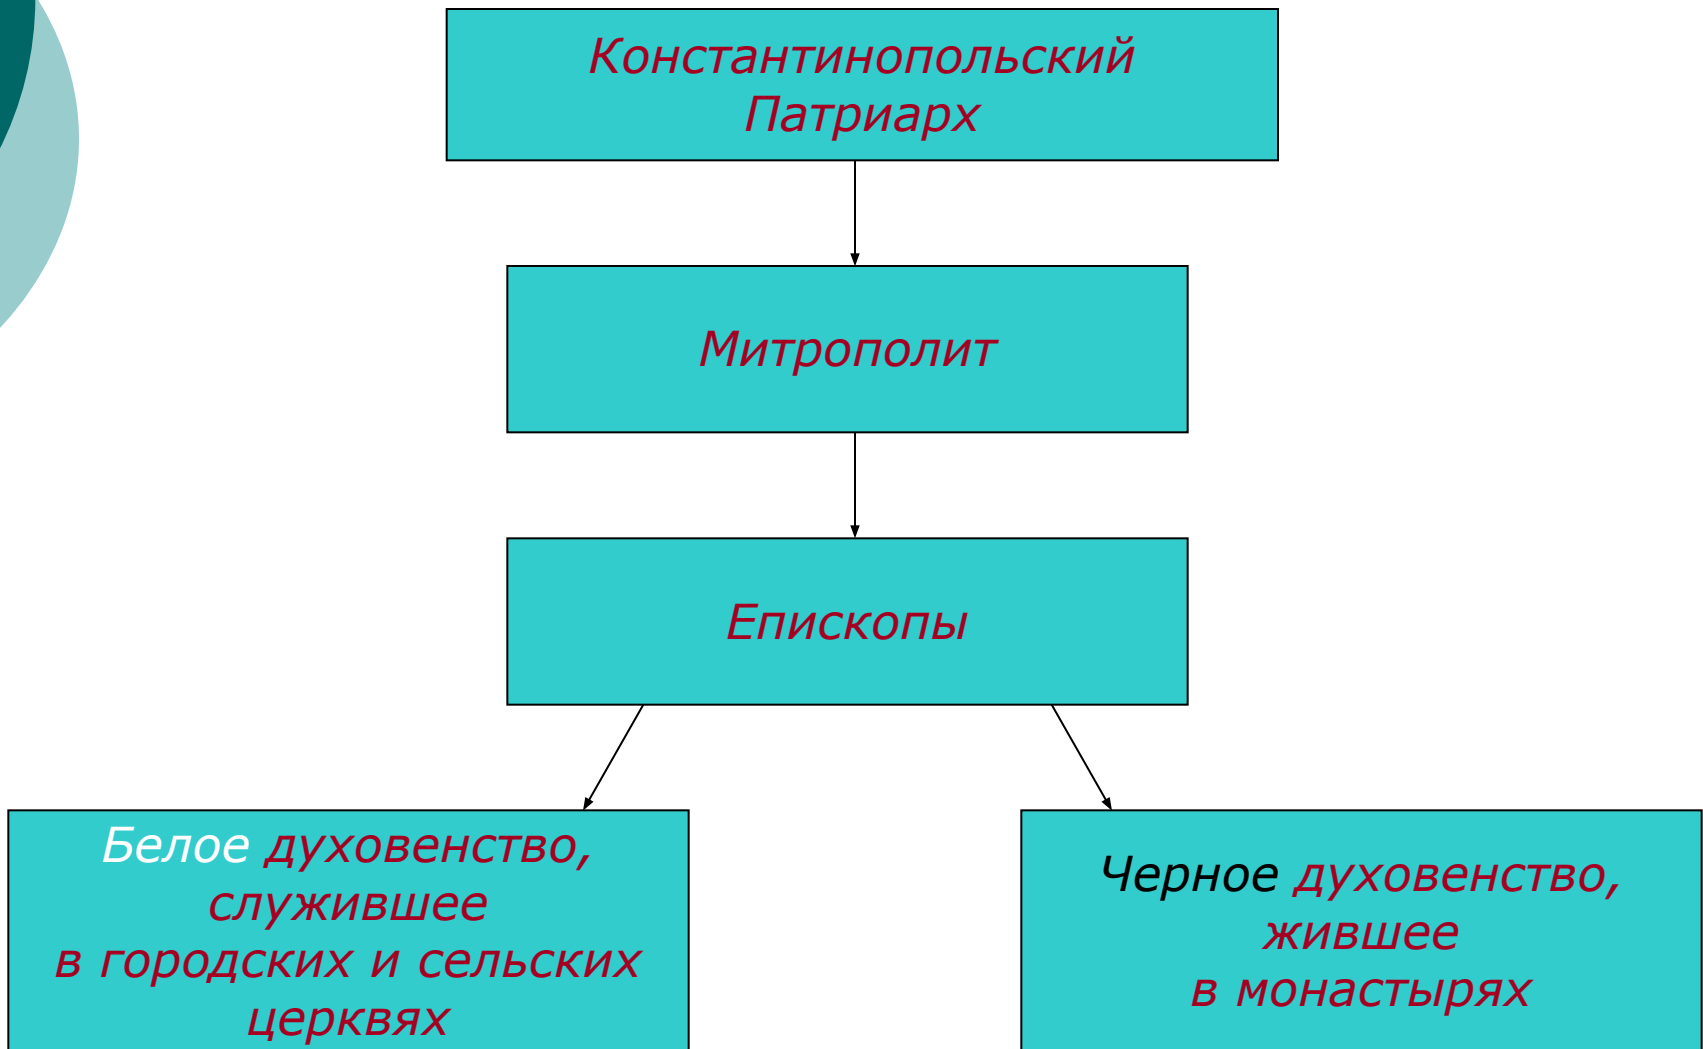 Константинопольский
Патриарх
Митрополит
Епископы
Белое духовенство,
служившее
в городских и сельских
церквях
Черное духовенство,
жившее
в монастырях